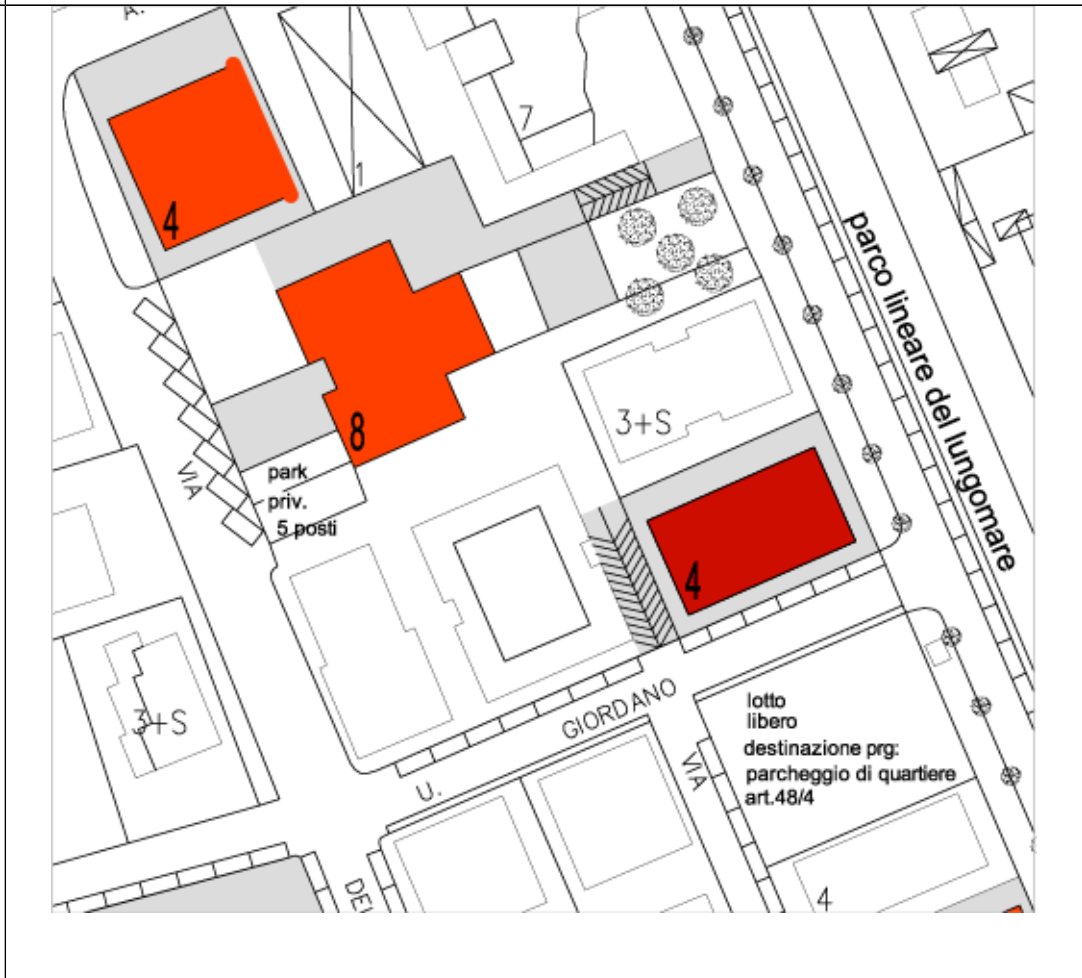 A.
7
1
4
parco lineare del lungomare
3+S
8
VIA
park
priv.
5 posti
4
GIORDANO
lotto
libero
destinazione prg:
parcheggio di quartiere
art.48/4
3+S
VIA
U.
4